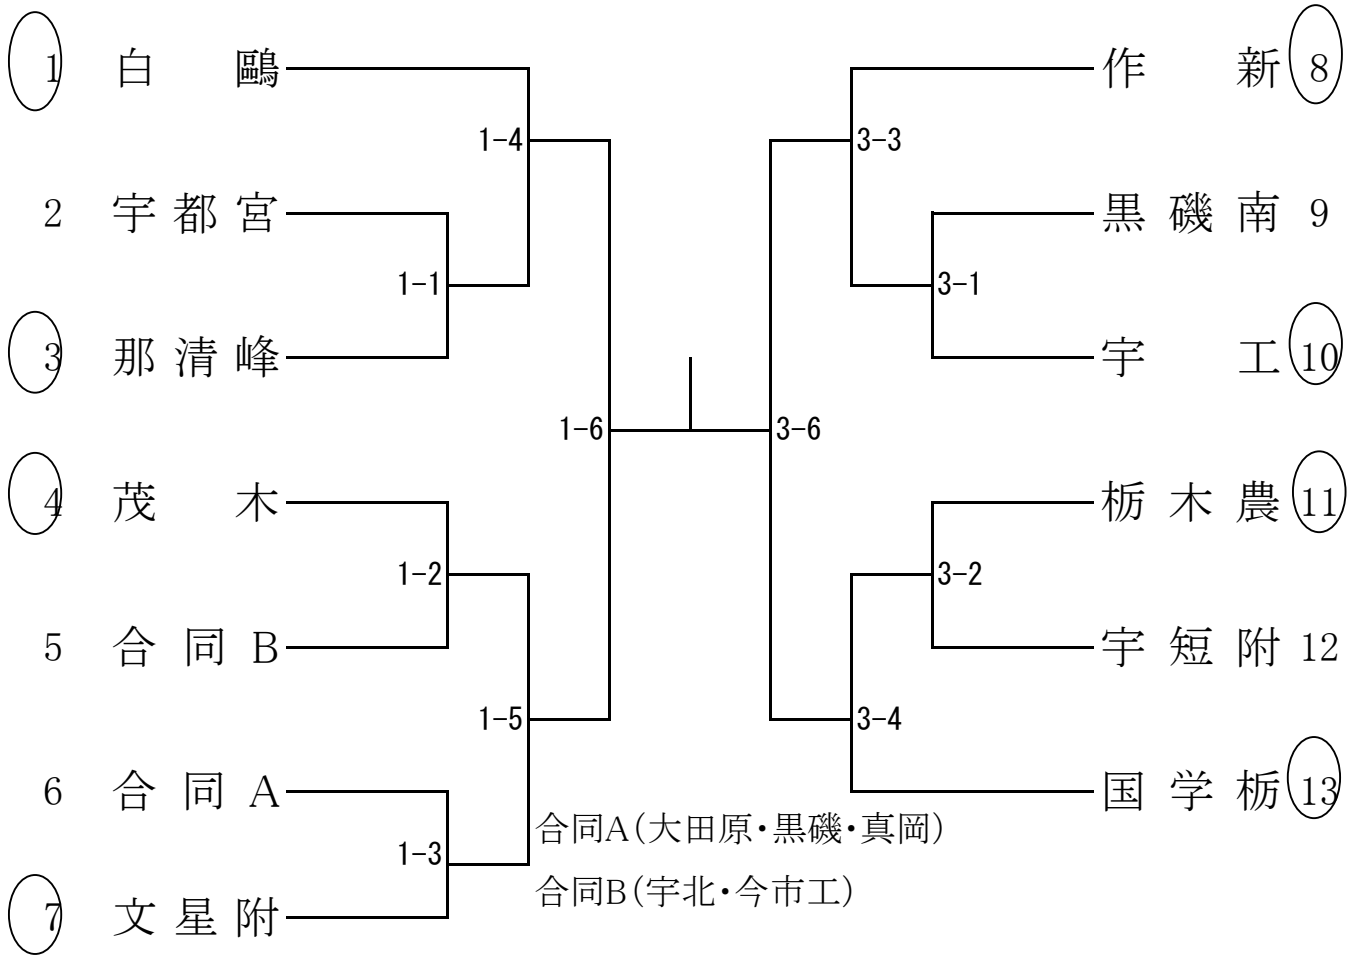 1 白 鷗
作 新 8
1-4
3-3
2 宇 都 宮
黒 磯 南 9
1-1
3-1
3 那 清 峰
宇 工 10
1-6
3-6
4 茂 木
栃 木 農 11
1-2
3-2
5 合 同 B
宇 短 附 12
1-5
3-4
6 合 同 A
国 学 栃 13
合同A(大田原・黒磯・真岡)
1-3
合同B(宇北・今市工)
7 文 星 附